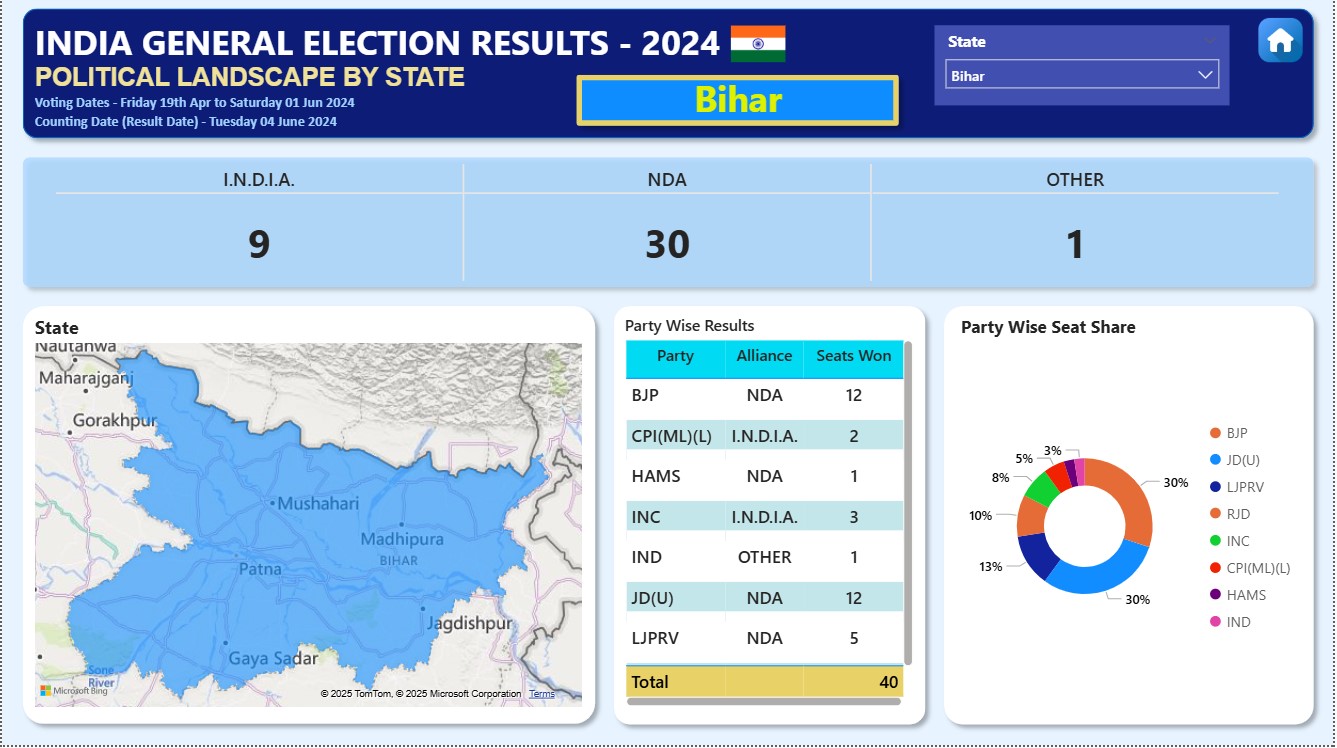 INDIA GENERAL ELECTION RESULTS - 2024
POLITICAL LANDSCAPE BY STATE
Voting Dates - Friday 19th Apr to Saturday 01 Jun 2024
Counting Date (Result Date) - Tuesday 04 June 2024
Bihar
State
Bihar
I.N.D.I.A.
NDA
OTHER
9
30
1
State
Nautanwa
Maharajganj
Gorakhpur
Mushahari
Madhipura
BIHAR
Patna
Jagdishpur
Gaya Sadar
Sone
River
Microsoft Bing
© 2025 TomTom, © 2025 Microsoft Corporation Terms
Party Wise Results
Party Alliance Seats Won
BJP NDA 12
CPI(ML)(L) I.N.D.I.A. 2
HAMS NDA 1
INC I.N.D.I.A. 3
IND OTHER 1
JD(U) NDA 12
LJPRV NDA 5
Total 40
Party Wise Seat Share
3%
5%
8%
10%
13%
30%
30%
BJP
JD(U)
LJPRV
RJD
INC
CPI(ML)(L)
HAMS
IND